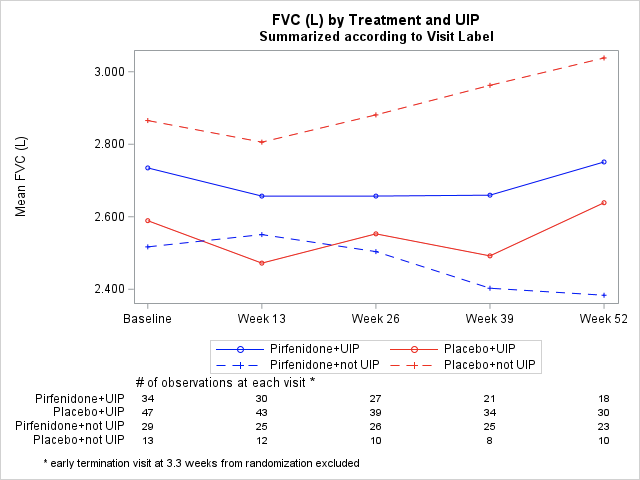 FVC (L) by Treatment and UIP
Summarized according to Visit Label
Mean FVC (L)
3.000
2.800
2.600
2.400
Baseline Week 13 Week 26 Week 39 Week 52
Pirfenidone+UIP Placebo+UIP
Pirfenidone+not UIP Placebo+not UIP
# of observations at each visit *
Pirfenidone+UIP 34 30 27 21 18
Placebo+UIP 47 43 39 34 30
Pirfenidone+not UIP 29 25 26 25 23
Placebo+not UIP 13 12 10 8 10
* early termination visit at 3.3 weeks from randomization excluded